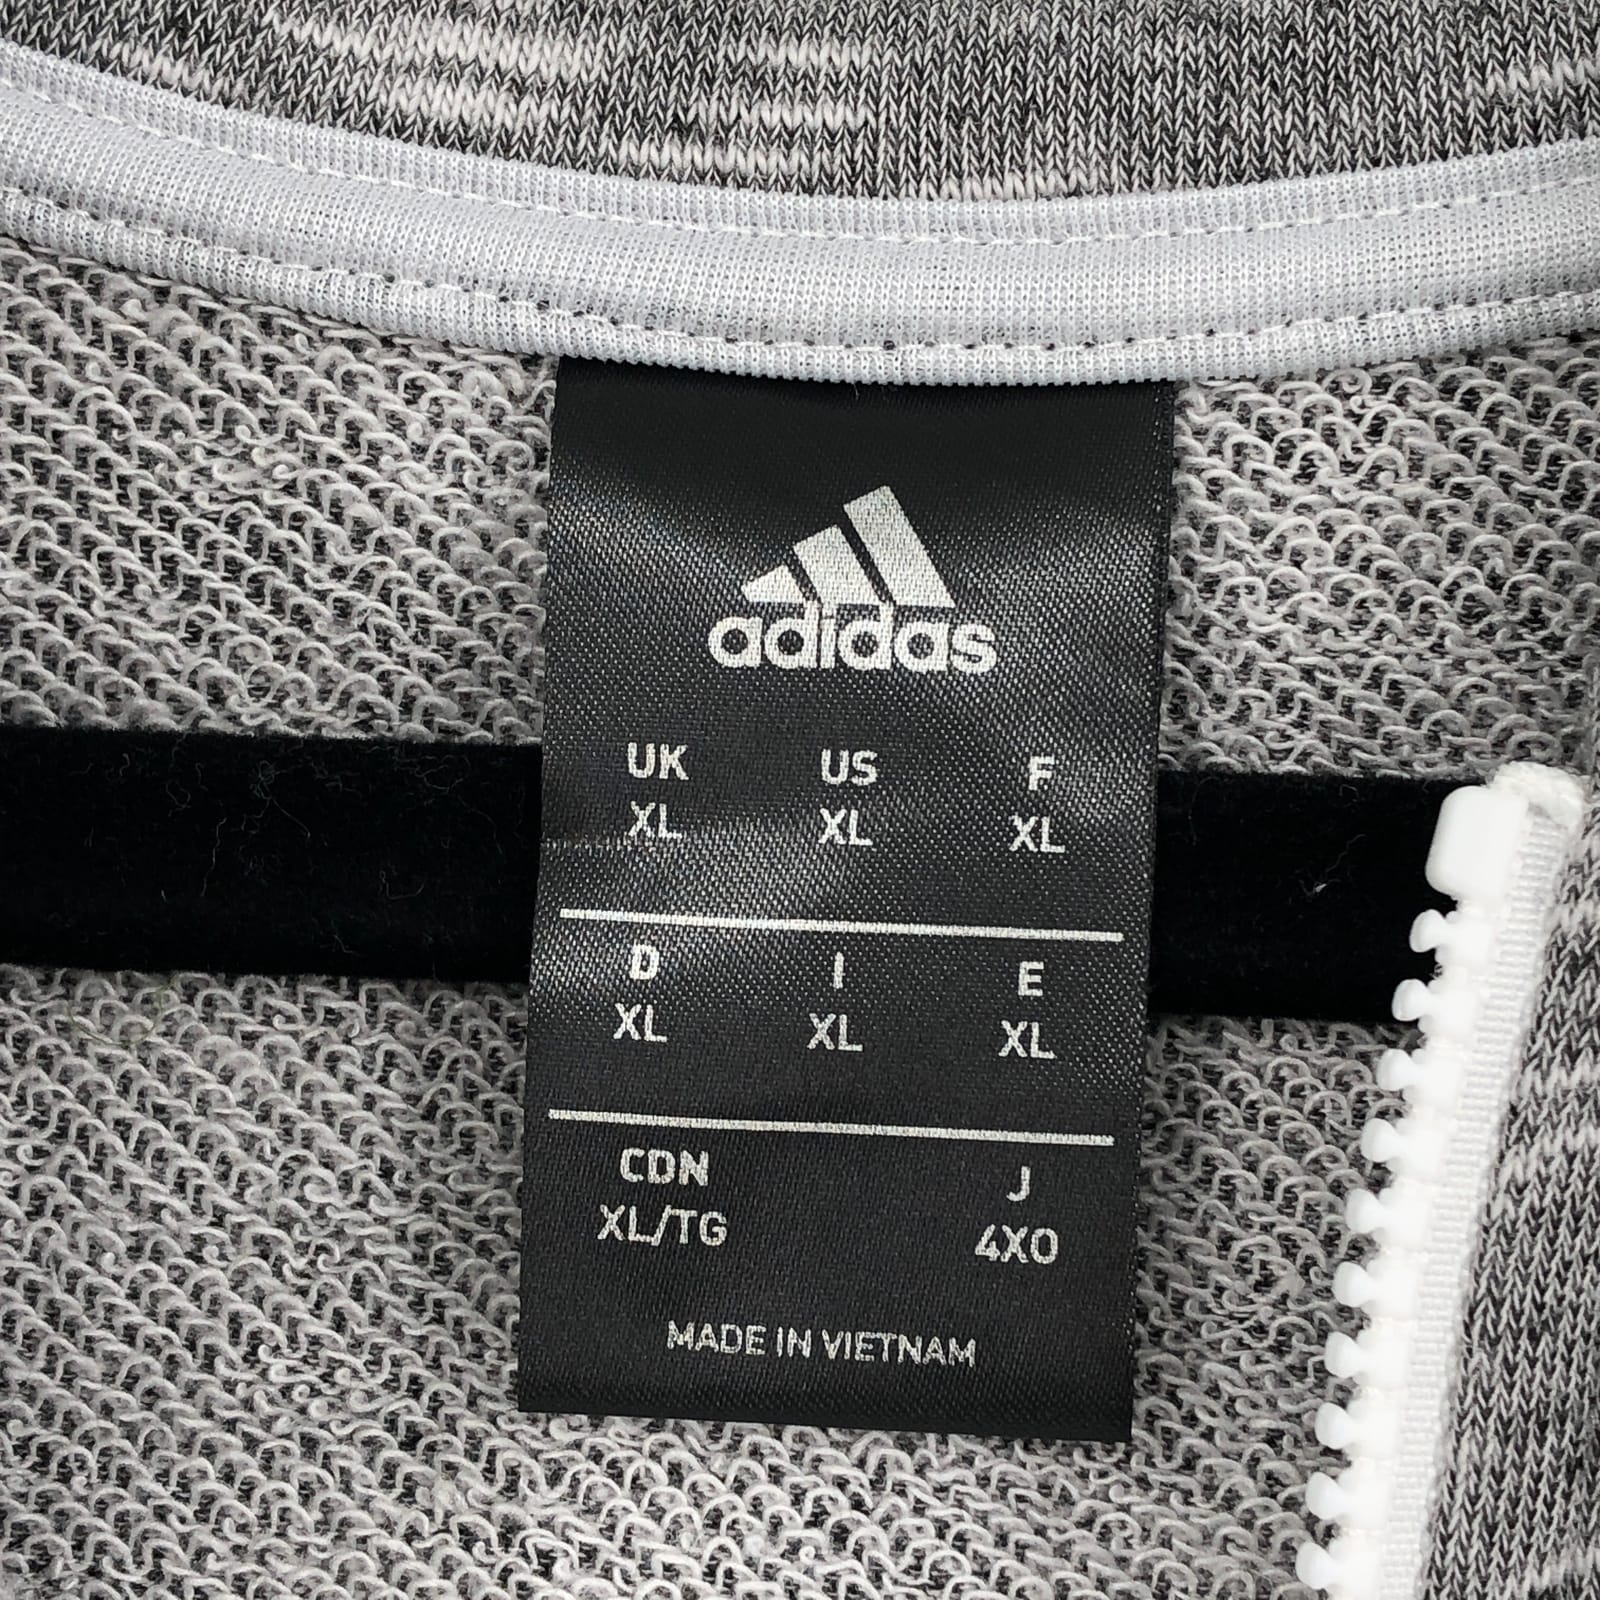 adidas
UK US F
XL XL XL
D I E
XL XL XL
CDN J
XL/TG 4XO
MADE IN VIETNAM